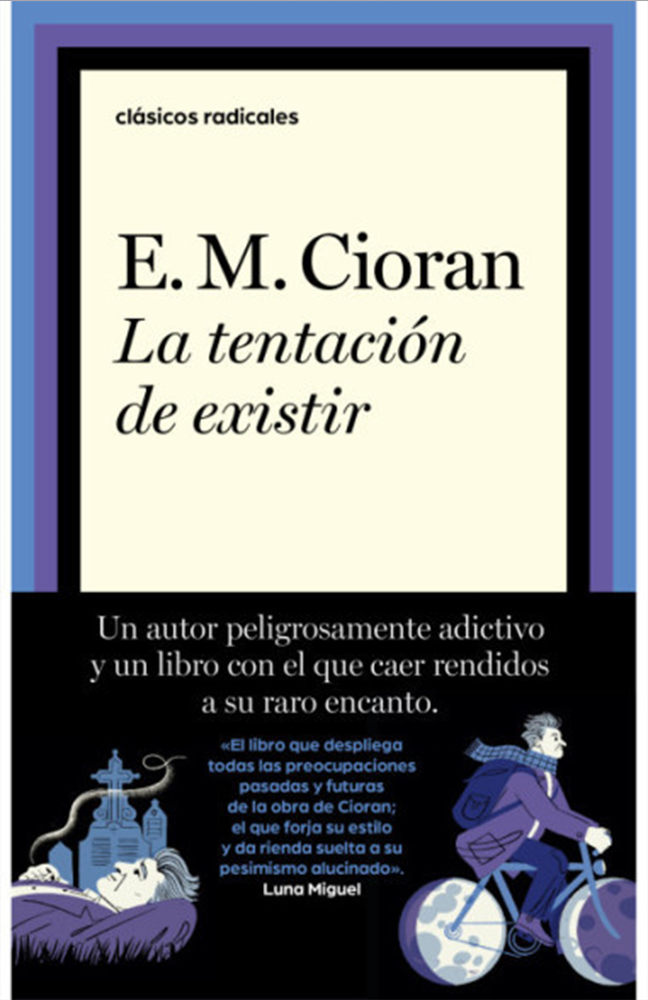 clásicos radicales
E. M. Cioran
La tentación
de existir
Un autor peligrosamente adictivo
y un libro con el que caer rendidos
a su raro encanto.
«El libro que despliega
todas las preocupaciones
pasadas y futuras
de la obra de Cioran;
el que forja su estilo
y da rienda suelta a su
pesimismo alucinado».
Luna Miguel